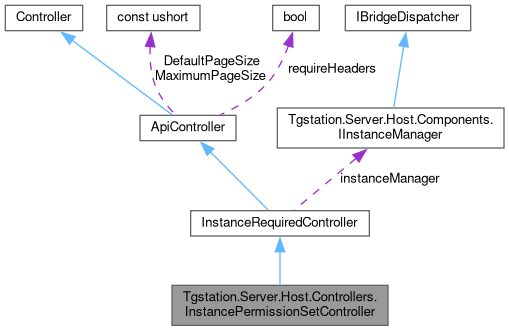 Controller
const ushort
bool
IBridgeDispatcher
DefaultPageSize
MaximumPageSize
requireHeaders
ApiController
Tgstation.Server.Host.Components.
IInstanceManager
instanceManager
InstanceRequiredController
Tgstation.Server.Host.Controllers.
InstancePermissionSetController